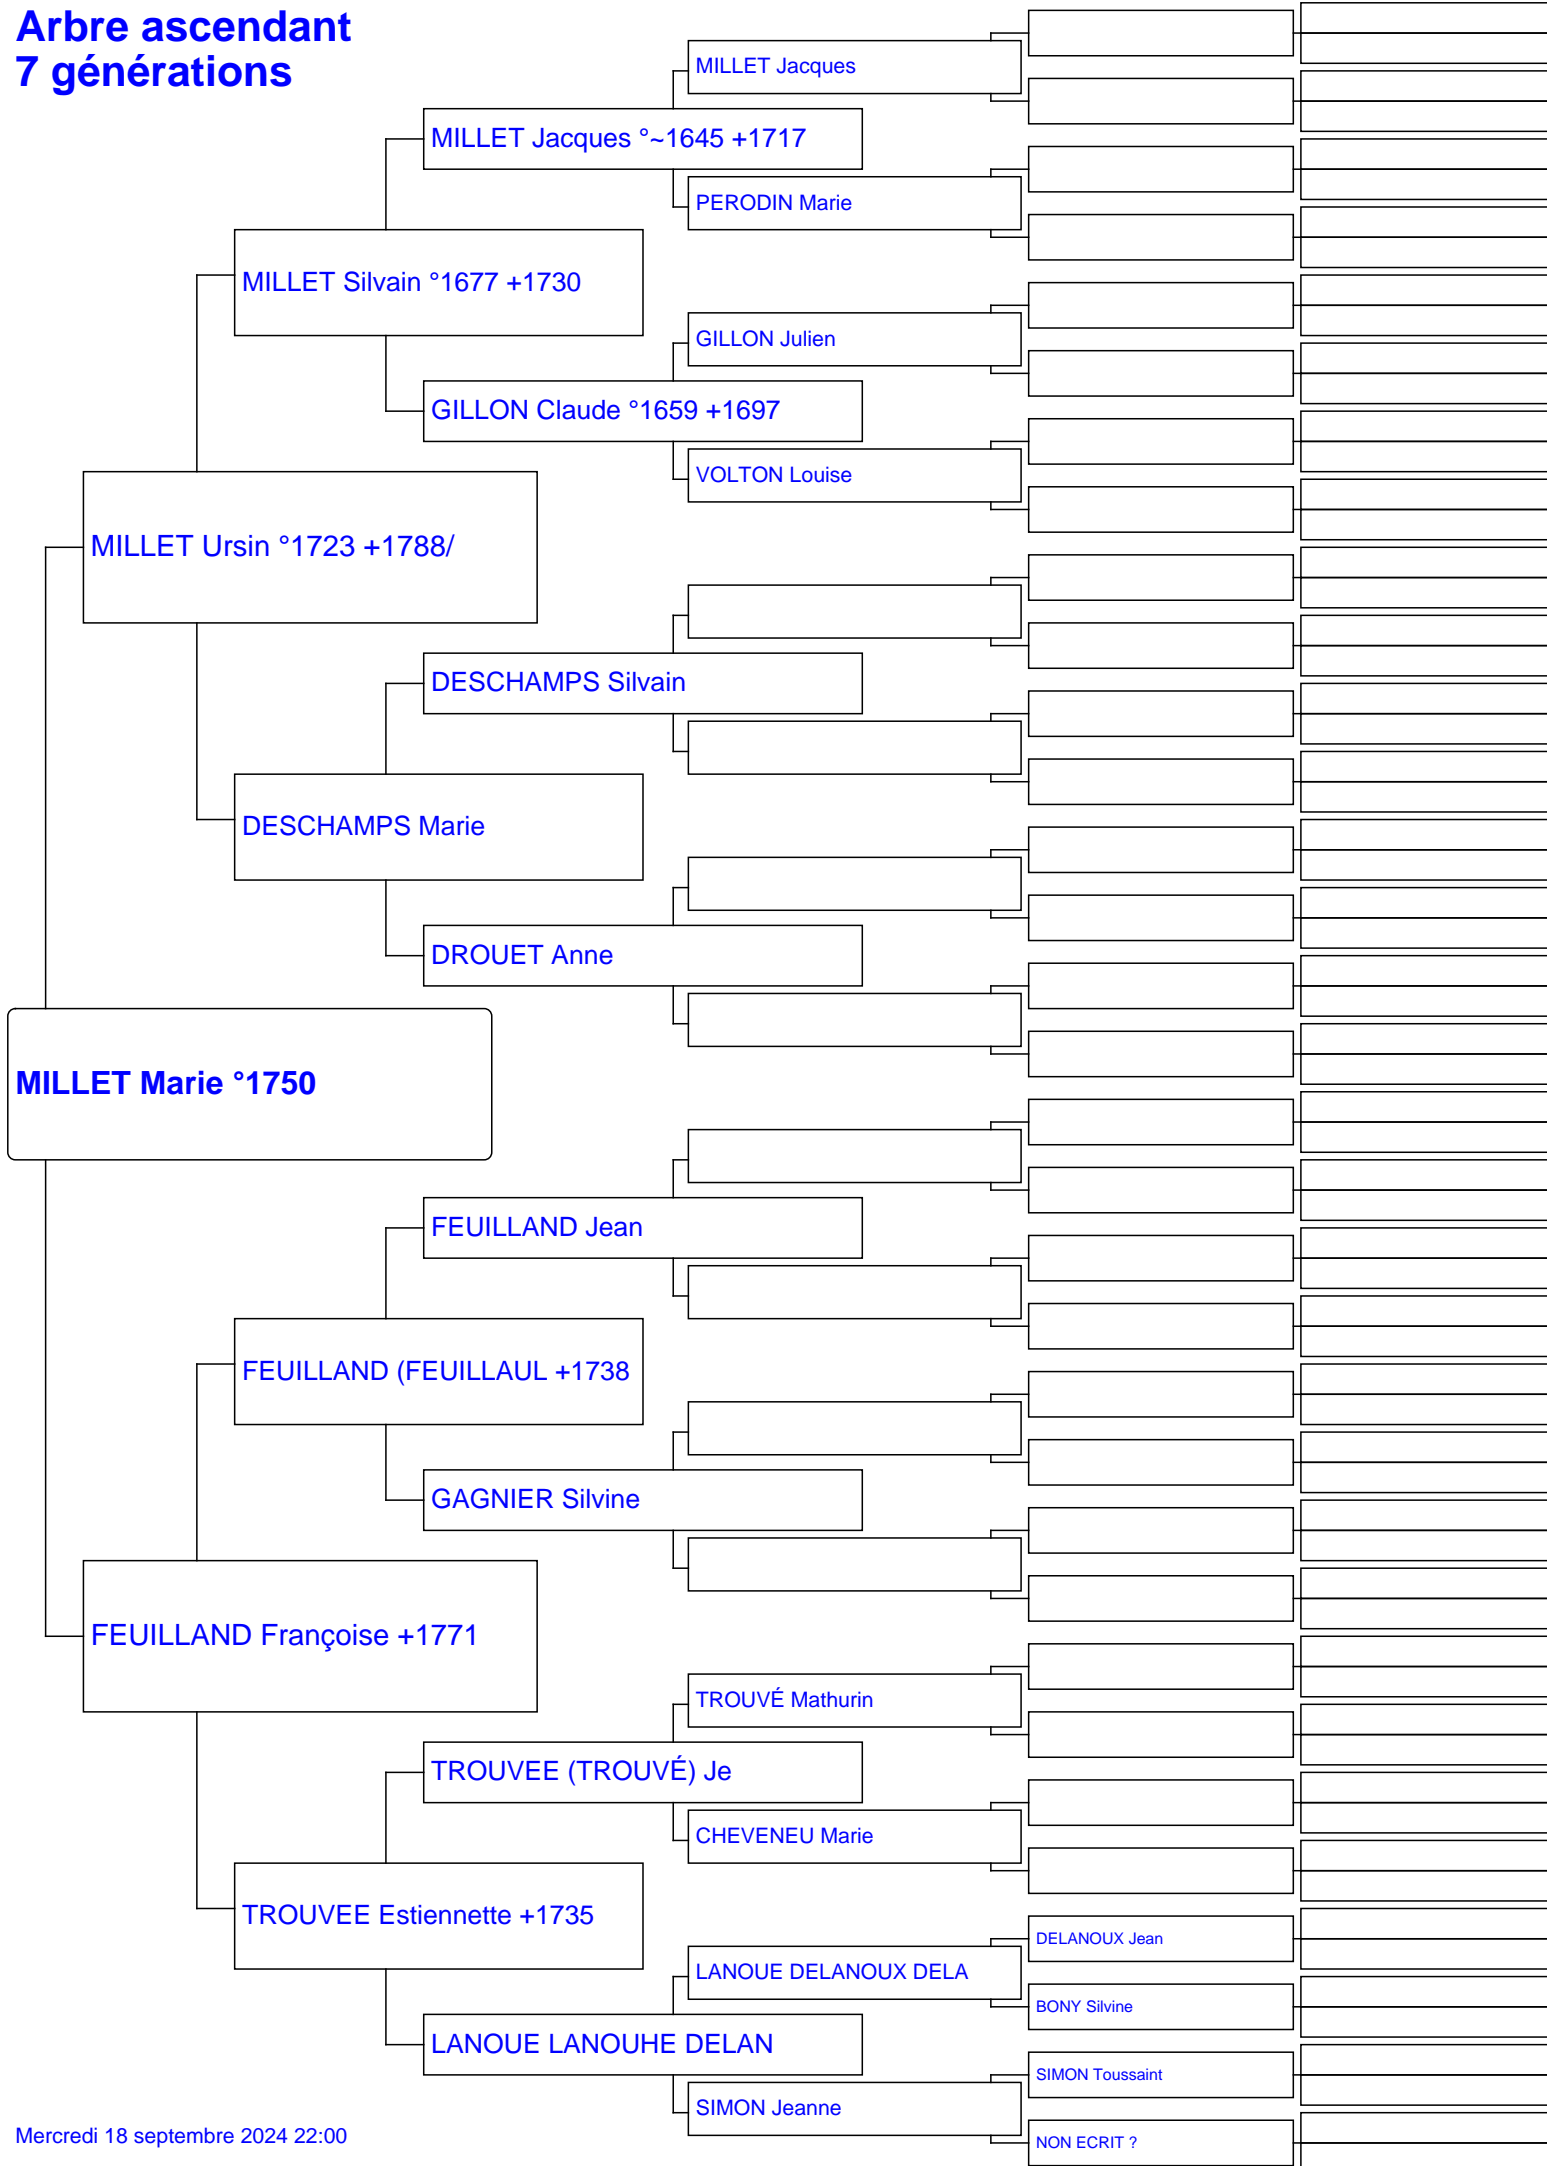 Arbre ascendant
7 générations
MILLET Jacques
MILLET Jacques °~1645 +1717
PERODIN Marie
MILLET Silvain °1677 +1730
GILLON Julien
GILLON Claude °1659 +1697
VOLTON Louise
MILLET Ursin °1723 +1788/
DESCHAMPS Silvain
DESCHAMPS Marie
DROUET Anne
MILLET Marie °1750
FEUILLAND Jean
FEUILLAND (FEUILLAUL +1738
GAGNIER Silvine
FEUILLAND Françoise +1771
TROUVÉ Mathurin
TROUVEE (TROUVÉ) Je
CHEVENEU Marie
TROUVEE Estiennette +1735
DELANOUX Jean
LANOUE DELANOUX DELA
BONY Silvine
LANOUE LANOUHE DELAN
SIMON Toussaint
SIMON Jeanne
NON ECRIT ?
Mercredi 18 septembre 2024 22:00